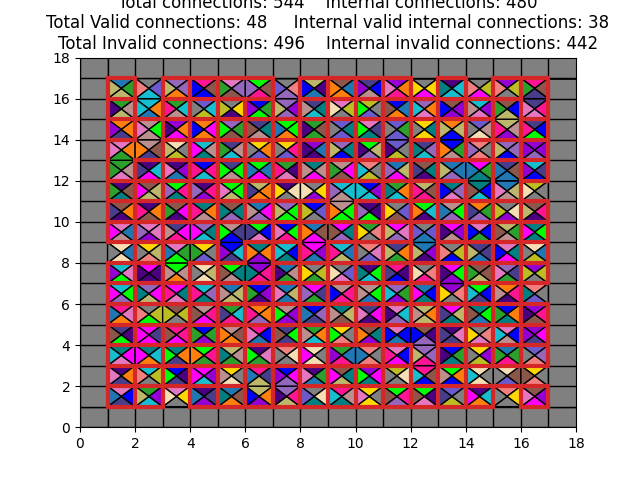 Total connections: 544    Internal connections: 480
Total Valid connections: 48    Internal valid internal connections: 38
Total Invalid connections: 496    Internal invalid connections: 442
18
16
14
12
10
8
6
4
2
0
0 2 4 6 8 10 12 14 16 18